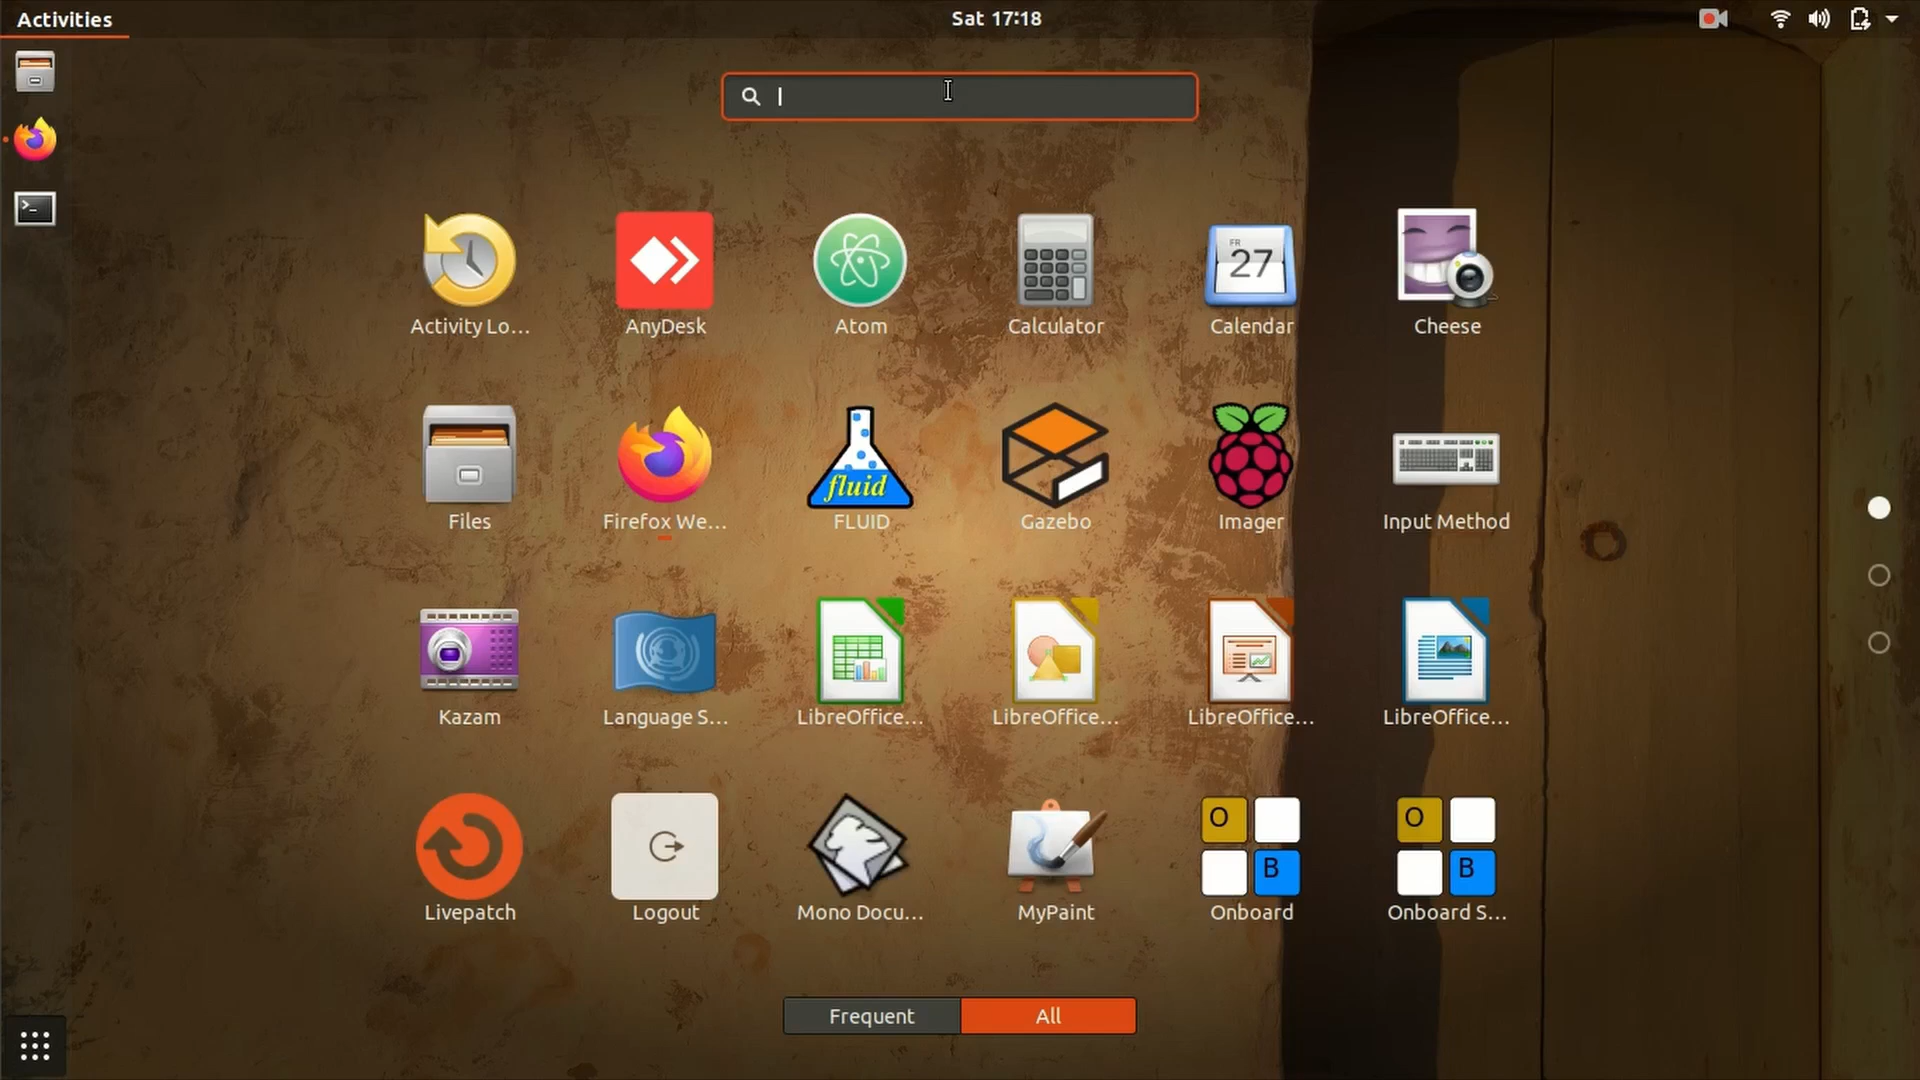 Activities
Sat 17:18
Activity Lo...
AnyDesk
Atom
Calculator
FR
27
Calendar
Cheese
Files
Firefox We...
fluid
FLUID
Gazebo
Imager
Input Method
Kazam
Language S...
LibreOffice...
LibreOffice...
LibreOffice...
LibreOffice...
Livepatch
Logout
Mono Docu...
MyPaint
O
B
Onboard
O
B
Onboard S...
Frequent
All